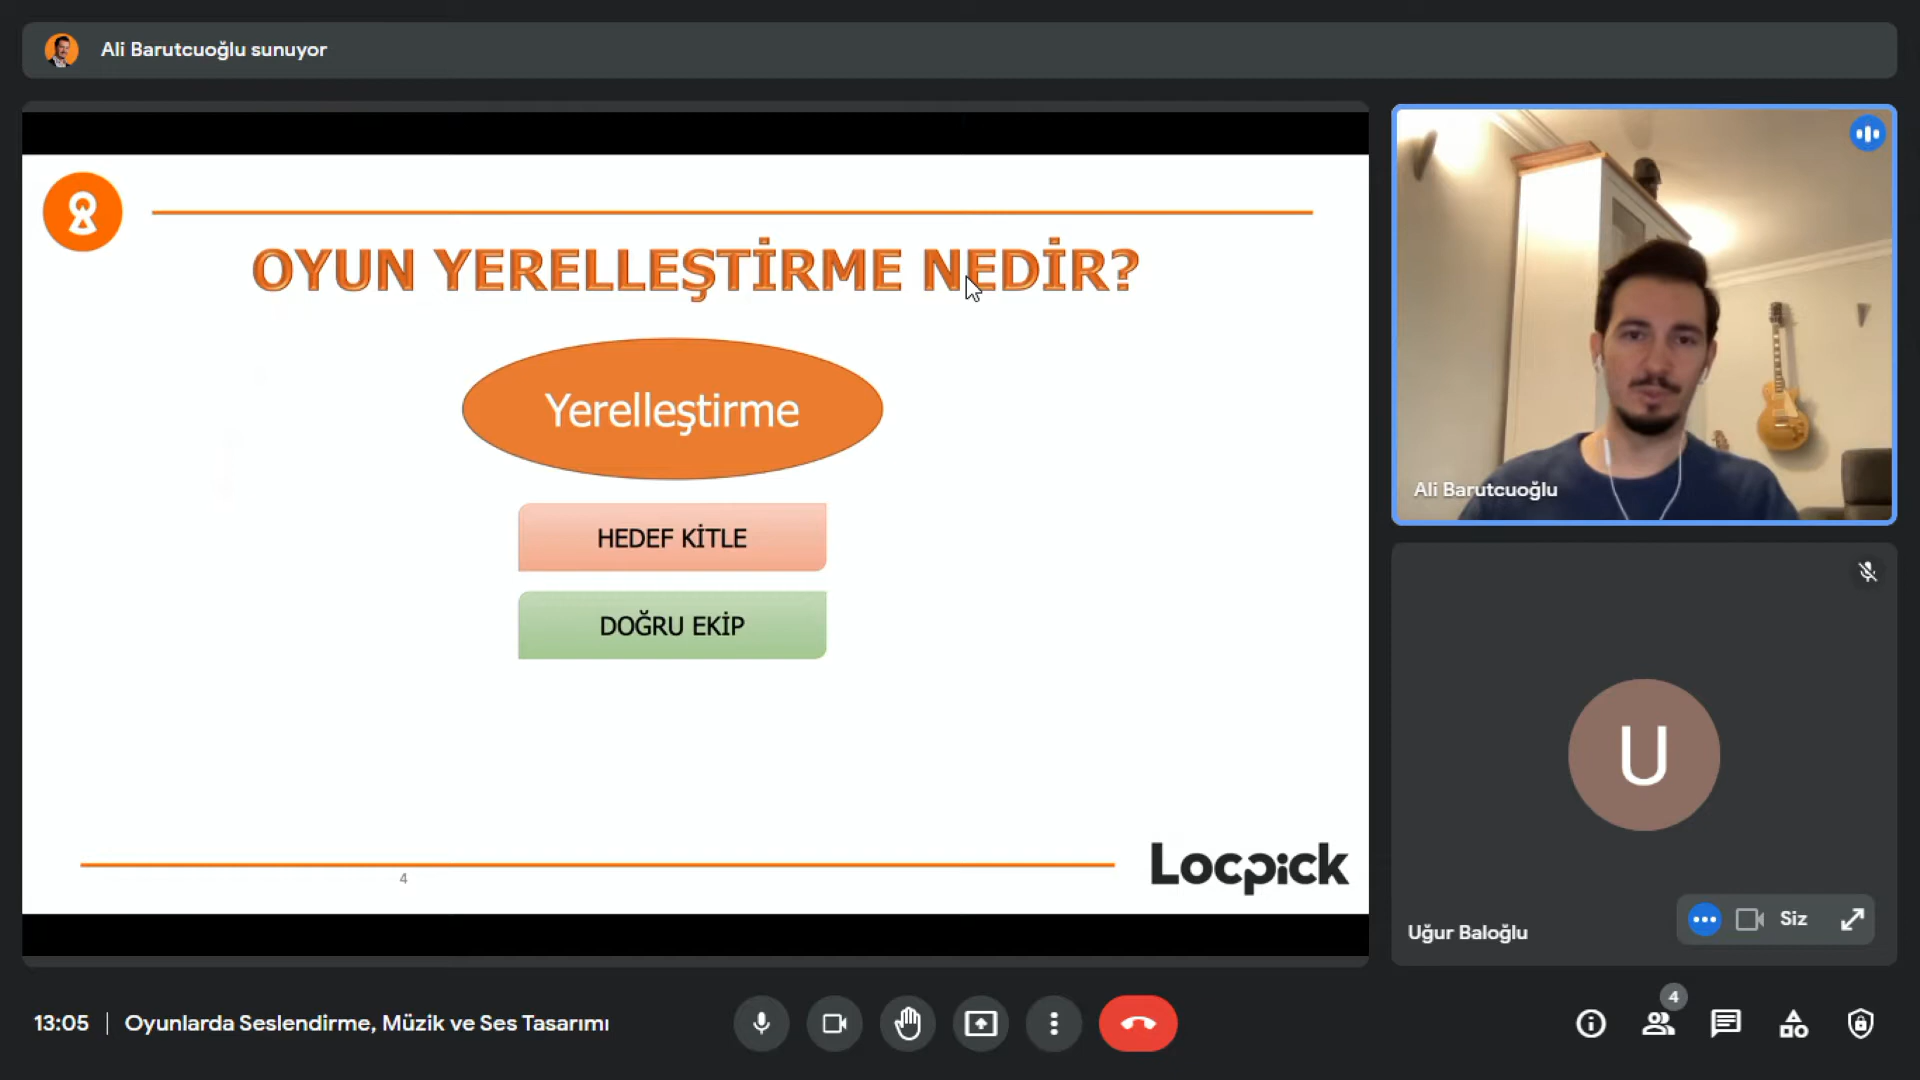 Ali Barutcuoğlu sunuyor
OYUN YERELLEŞTİRME NEDİR?
Yerelleştirme
HEDEF KİTLE
DOĞRU EKİP
4
Locpick
Ali Barutcuoğlu
U
Uğur Baloğlu
Siz
13:05 | Oyunlarda Seslendirme, Müzik ve Ses Tasarımı
4